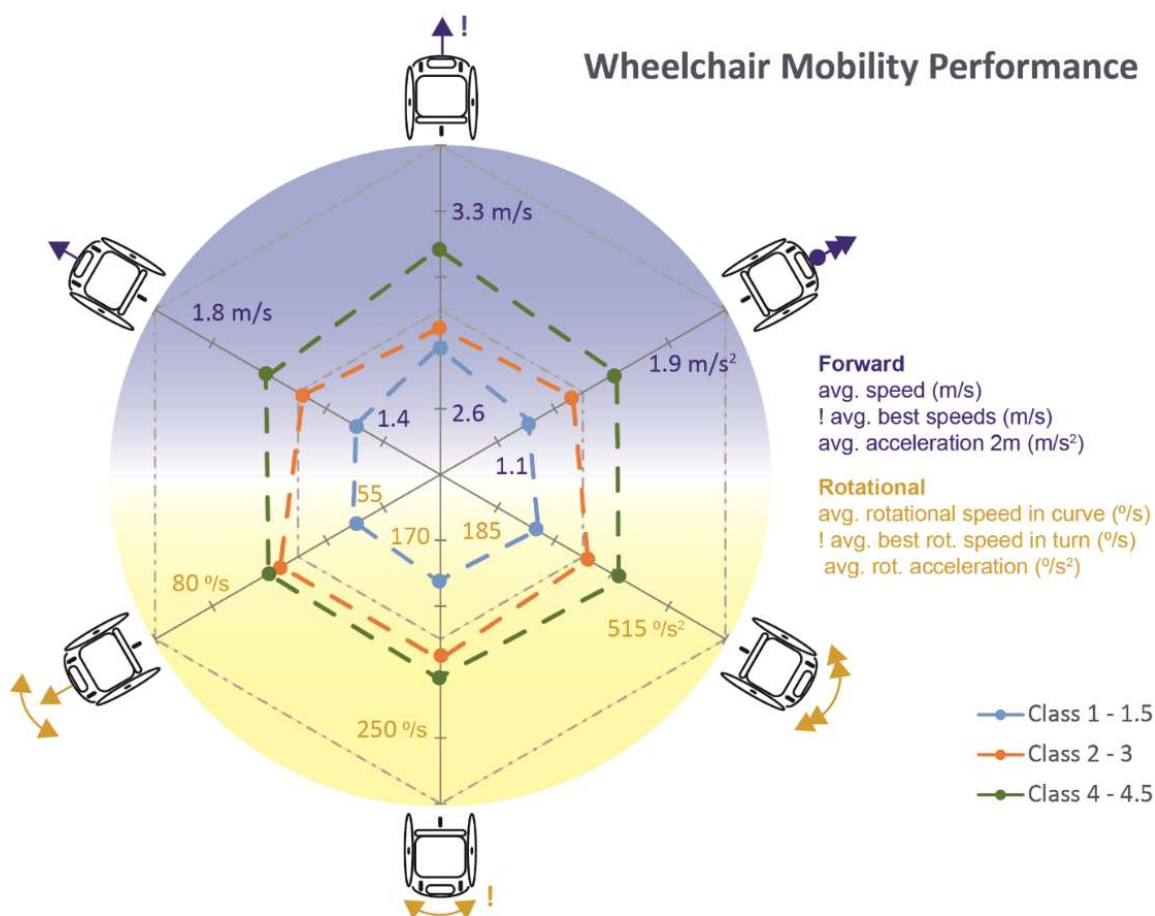 !
Wheelchair Mobility Performance
3.3 m/s
1.8 m/s
1.9 m/s²
1.4
2.6
1.1
Forward
avg. speed (m/s)
! avg. best speeds (m/s)
avg. acceleration 2m (m/s²)
Rotational
avg. rotational speed in curve (º/s)
! avg. best rot. speed in turn (º/s)
avg. rot. acceleration (º/s²)
55
170
185
80 º/s
515 º/s²
250 º/s
Class 1 - 1.5
Class 2 - 3
Class 4 - 4.5
!